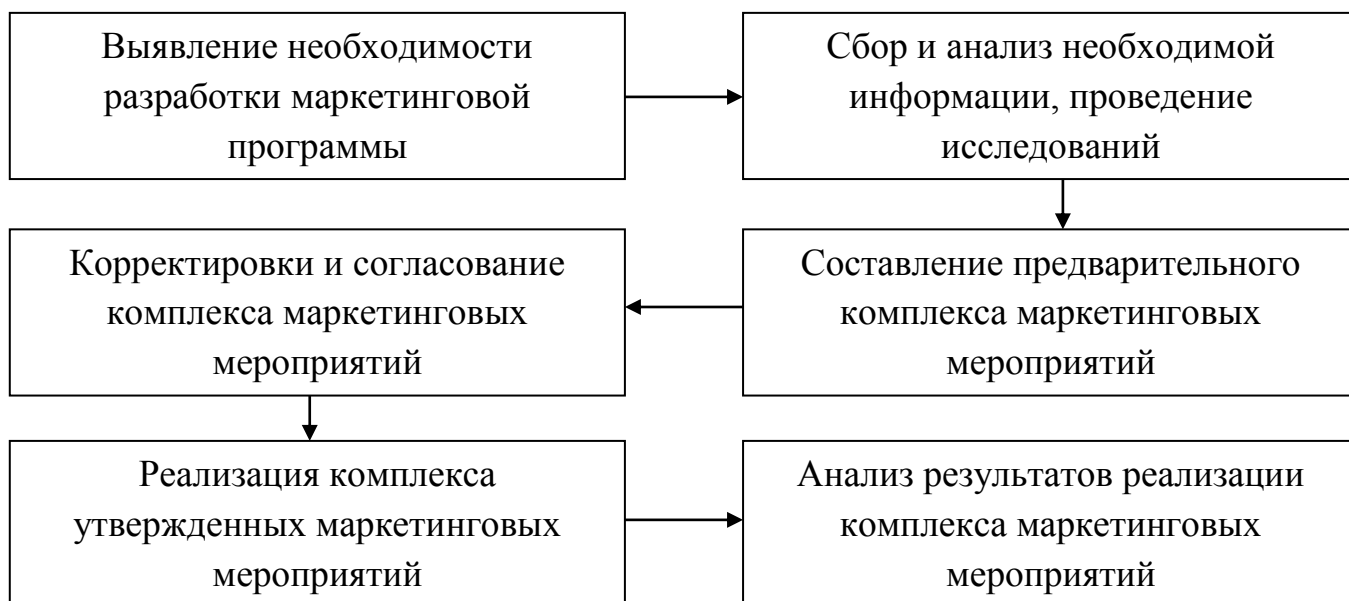 Выявление необходимости
разработки маркетинговой
программы
Сбор и анализ необходимой
информации, проведение
исследований
Составление предварительного
комплекса маркетинговых
мероприятий
Корректировки и согласование
комплекса маркетинговых
мероприятий
Реализация комплекса
утвержденных маркетинговых
мероприятий
Анализ результатов реализации
комплекса маркетинговых
мероприятий